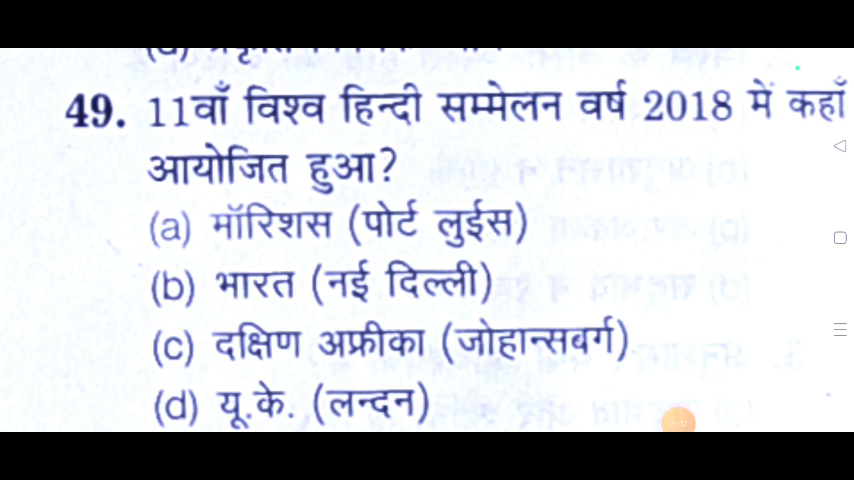 49. 11वाँ विश्व हिन्दी सम्मेलन वर्ष 2018 में कहाँ
आयोजित हुआ?
(a) मॉरिशस (पोर्ट लुईस)
(b) भारत (नई दिल्ली)
(c) दक्षिण अफ्रीका (जोहान्सबर्ग)
(d) यू.के. (लन्दन)